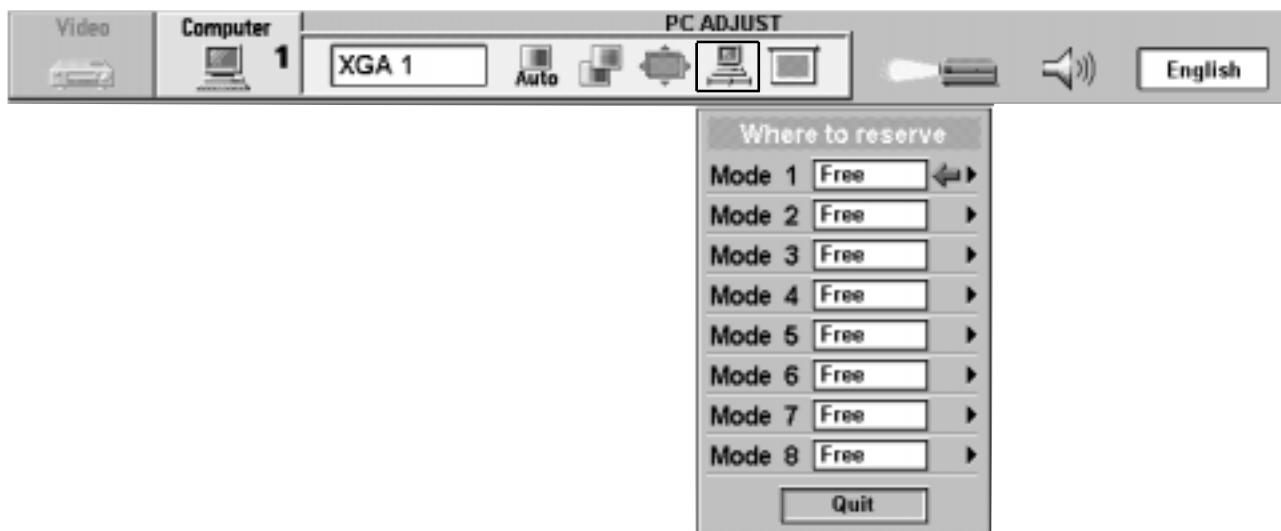 Video
Computer
1
PC ADJUST
XGA 1
Auto
English
Where to reserve
Mode 1 Free
Mode 2 Free
Mode 3 Free
Mode 4 Free
Mode 5 Free
Mode 6 Free
Mode 7 Free
Mode 8 Free
Quit